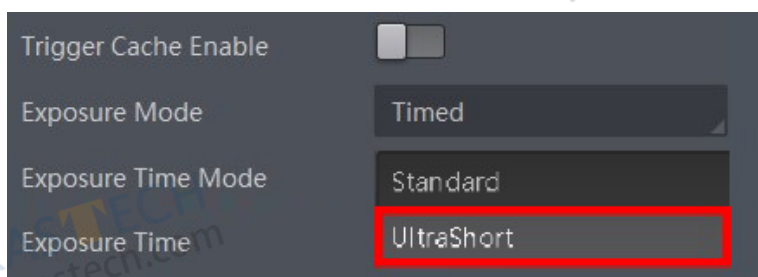 Trigger Cache Enable
Exposure Mode Timed
Exposure Time Mode Standard
Exposure Time UltraShort